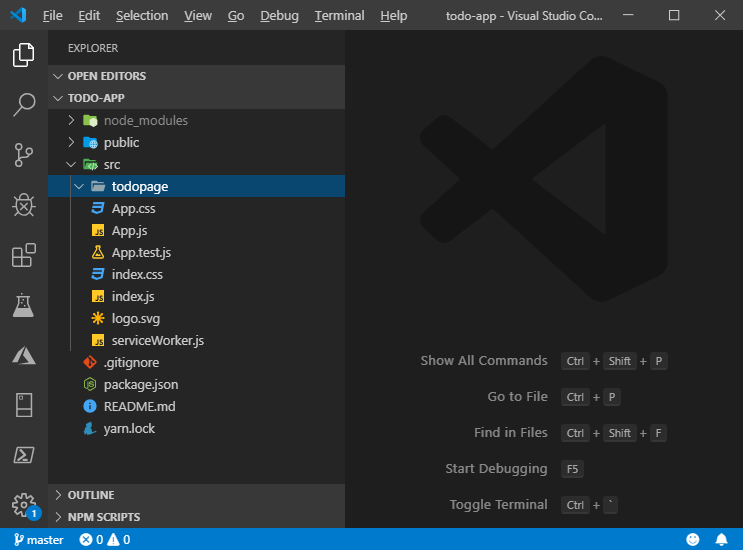 File Edit Selection View Go Debug Terminal Help todo-app - Visual Studio Co...
EXPLORER
OPEN EDITORS
TODO-APP
node_modules
public
src
todopage
App.css
App.js
App.test.js
index.css
index.js
logo.svg
serviceWorker.js
.gitignore
package.json
README.md
yarn.lock
OUTLINE
NPM SCRIPTS
Show All Commands Ctrl + Shift + P
Go to File Ctrl + P
Find in Files Ctrl + Shift + F
Start Debugging F5
Toggle Terminal Ctrl + `
1
master 0 0